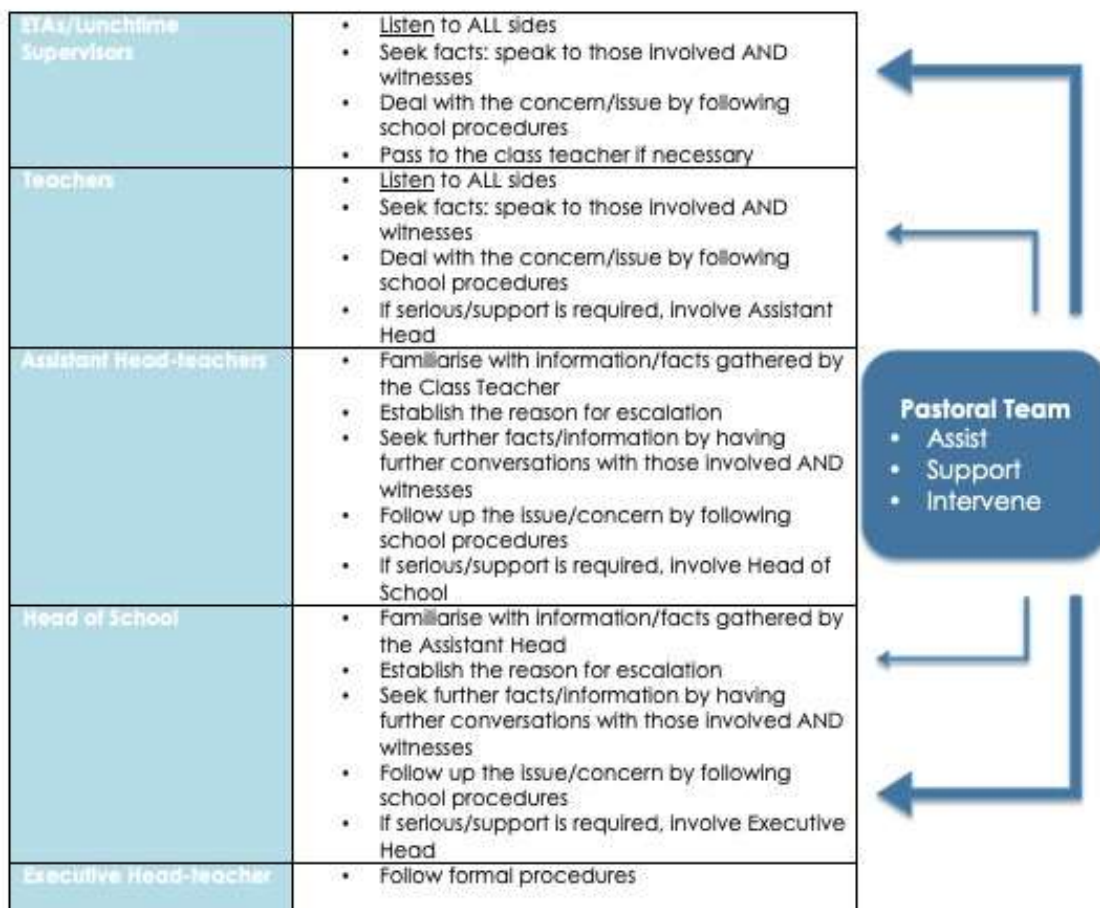 ETAs/Lunchtime
Supervisors
• Listen to ALL sides
• Seek facts: speak to those involved AND
witnesses
• Deal with the concern/issue by following
school procedures
• Pass to the class teacher if necessary
Teachers
• Listen to ALL sides
• Seek facts: speak to those involved AND
witnesses
• Deal with the concern/issue by following
school procedures
• If serious/support is required, involve Assistant
Head
Assistant Head-teachers
• Familiarise with information/facts gathered by
the Class Teacher
• Establish the reason for escalation
• Seek further facts/information by having
further conversations with those involved AND
witnesses
• Follow up the issue/concern by following
school procedures
• If serious/support is required, involve Head of
School
Head of School
• Familiarise with information/facts gathered by
the Assistant Head
• Establish the reason for escalation
• Seek further facts/information by having
further conversations with those involved AND
witnesses
• Follow up the issue/concern by following
school procedures
• If serious/support is required, involve Executive
Head
Executive Head-teacher
• Follow formal procedures
Pastoral Team
• Assist
• Support
• Intervene